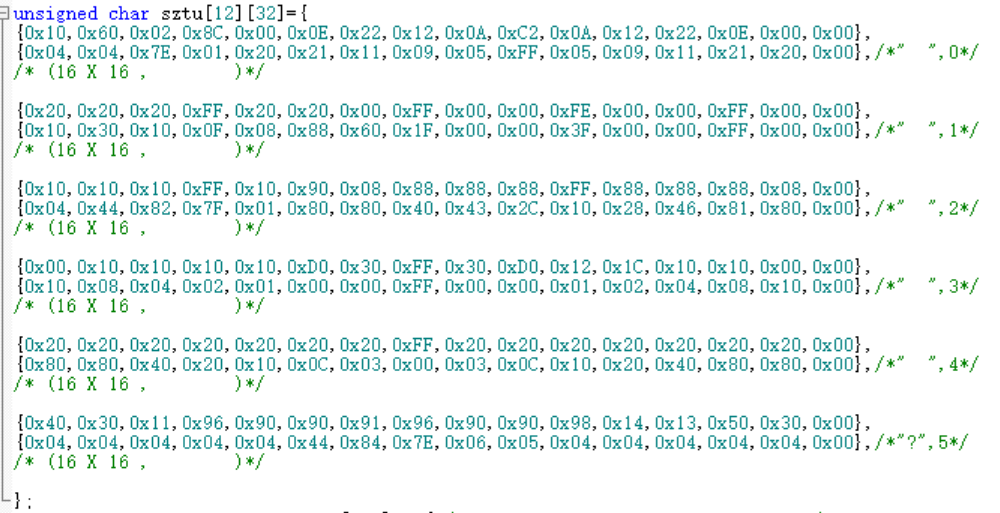 unsigned char sztu[12][32]={
{0x10,0x60,0x02,0x8C,0x00,0x0E,0x22,0x12,0x0A,0xC2,0x0A,0x12,0x22,0x0E,0x00,0x00},
{0x04,0x04,0x7E,0x01,0x20,0x21,0x11,0x09,0x05,0xFF,0x05,0x09,0x11,0x21,0x20,0x00},/*" ",0*/
/* (16 X 16 , )*/
{0x20,0x20,0x20,0xFF,0x20,0x20,0x00,0xFF,0x00,0x00,0xFE,0x00,0x00,0xFF,0x00,0x00},
{0x10,0x30,0x10,0x0F,0x08,0x88,0x60,0x1F,0x00,0x00,0x3F,0x00,0x00,0xFF,0x00,0x00},/*" ",1*/
/* (16 X 16 , )*/
{0x10,0x10,0x10,0xFF,0x10,0x90,0x08,0x88,0x88,0x88,0xFF,0x88,0x88,0x88,0x08,0x00},
{0x04,0x44,0x82,0x7F,0x01,0x80,0x80,0x40,0x43,0x2C,0x10,0x28,0x46,0x81,0x80,0x00},/*" ",2*/
/* (16 X 16 , )*/
{0x00,0x10,0x10,0x10,0x10,0xD0,0x30,0xFF,0x30,0xD0,0x12,0x1C,0x10,0x10,0x00,0x00},
{0x10,0x08,0x04,0x02,0x01,0x00,0x00,0xFF,0x00,0x00,0x01,0x02,0x04,0x08,0x10,0x00},/*" ",3*/
/* (16 X 16 , )*/
{0x20,0x20,0x20,0x20,0x20,0x20,0x20,0xFF,0x20,0x20,0x20,0x20,0x20,0x20,0x20,0x00},
{0x80,0x80,0x40,0x20,0x10,0x0C,0x03,0x00,0x03,0x0C,0x10,0x20,0x40,0x80,0x80,0x00},/*" ",4*/
/* (16 X 16 , )*/
{0x40,0x30,0x11,0x96,0x90,0x90,0x91,0x96,0x90,0x90,0x98,0x14,0x13,0x50,0x30,0x00},
{0x04,0x04,0x04,0x04,0x04,0x44,0x84,0x7E,0x06,0x05,0x04,0x04,0x04,0x04,0x04,0x00},/*"?",5*/
/* (16 X 16 , )*/
};